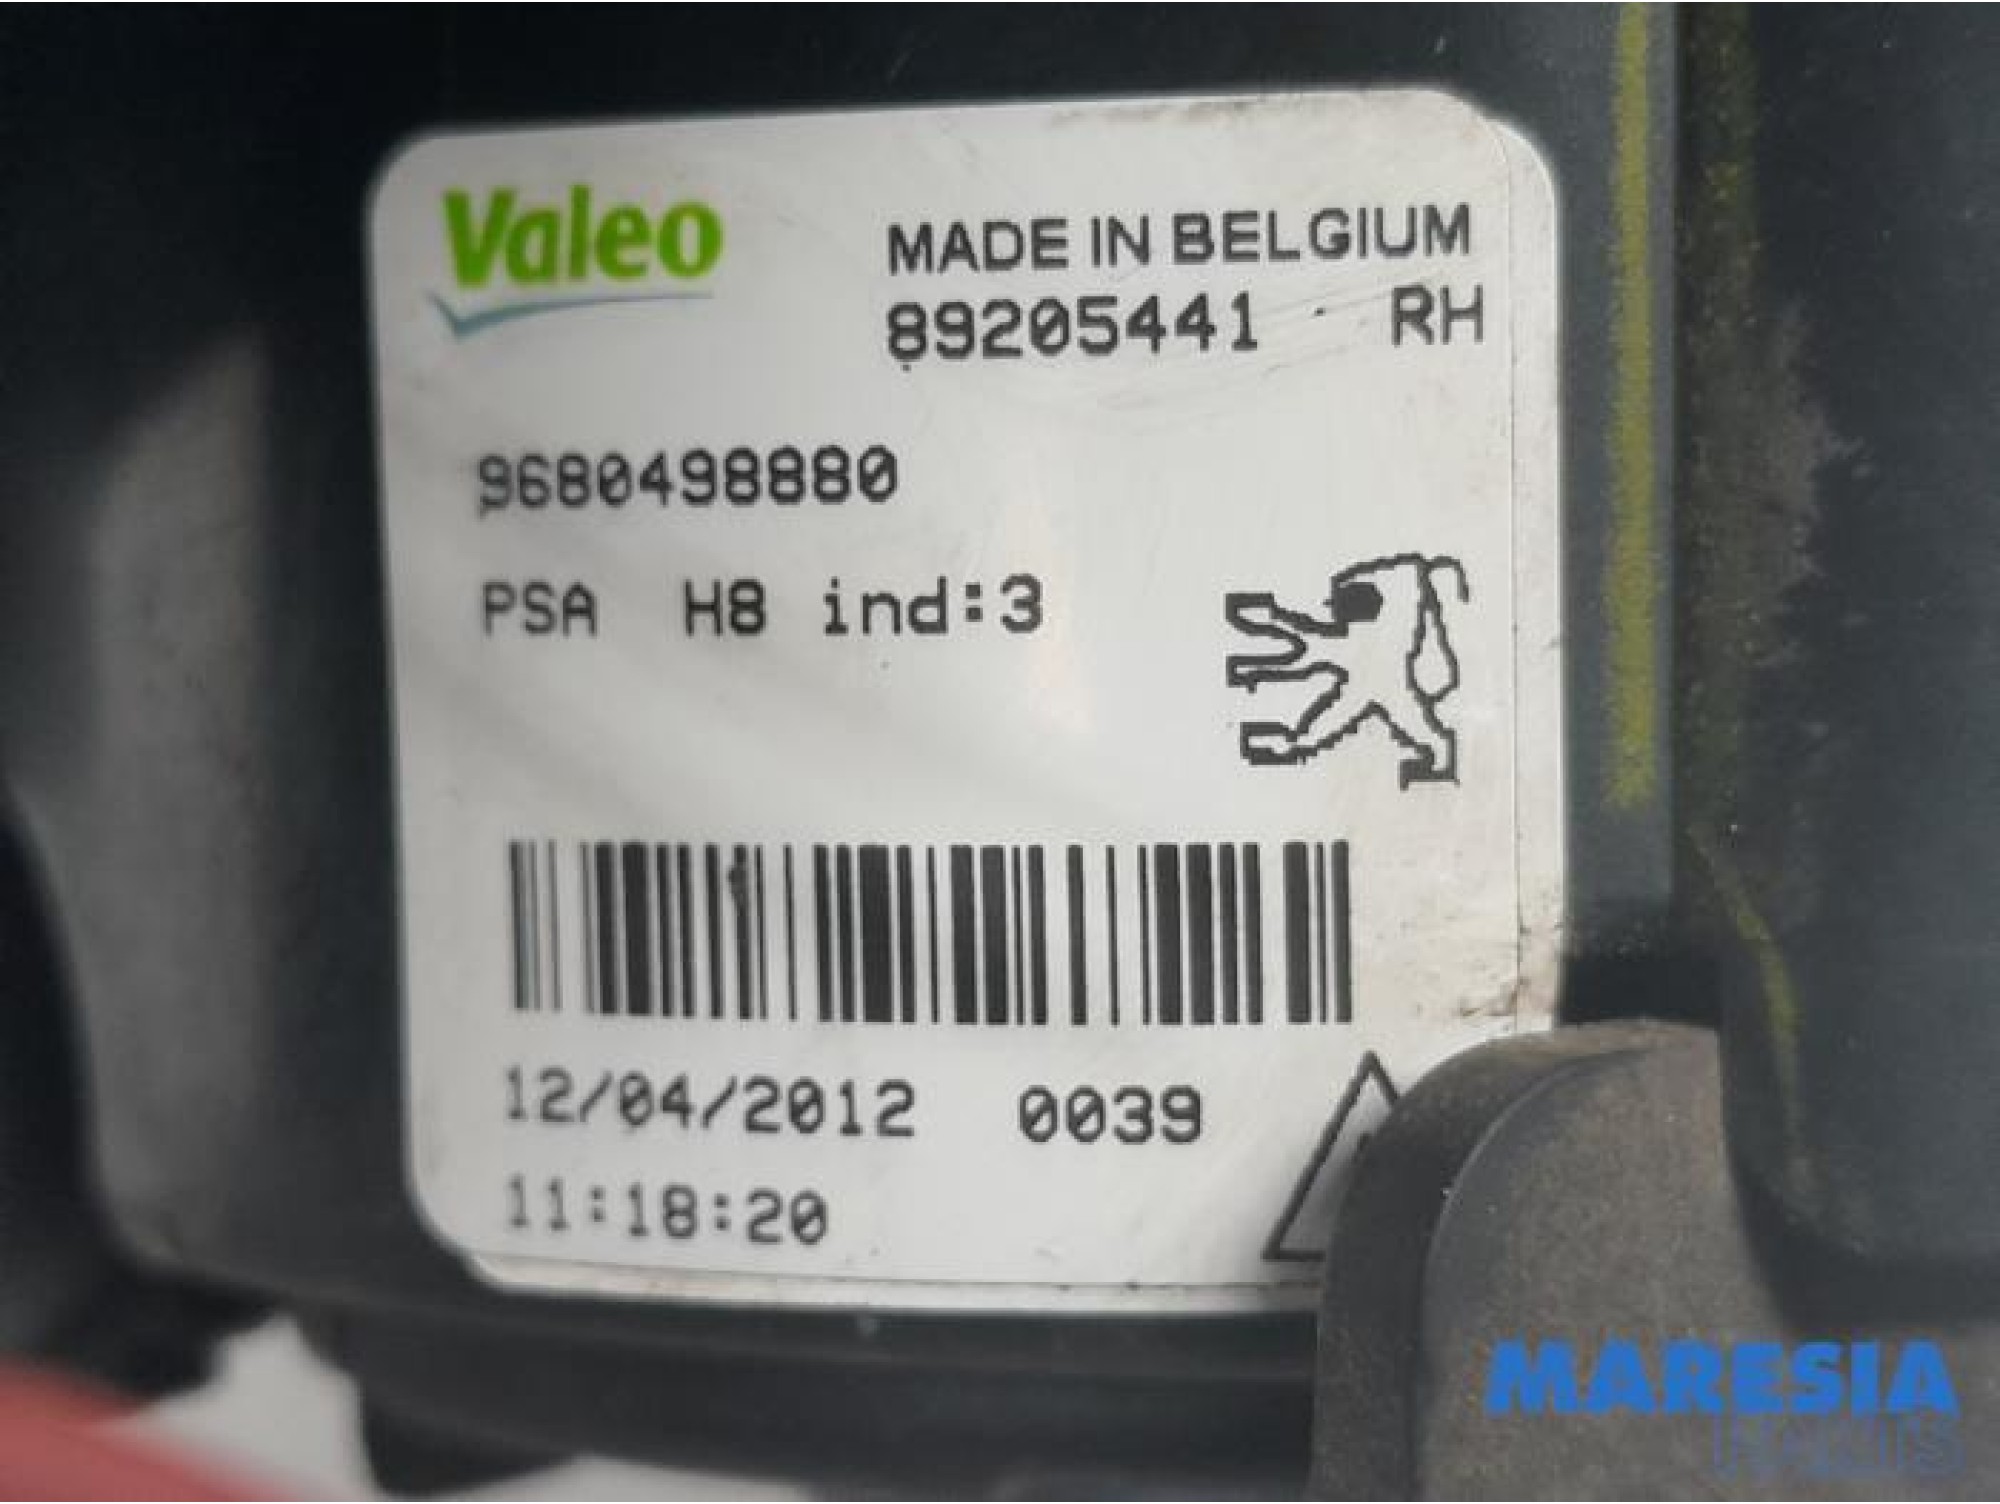 Valeo
MADE IN BELGIUM
89205441 RH
9680498880
PSA H8 ind:3
12/04/2012 0039
11:18:20
MARESIA
PARTS